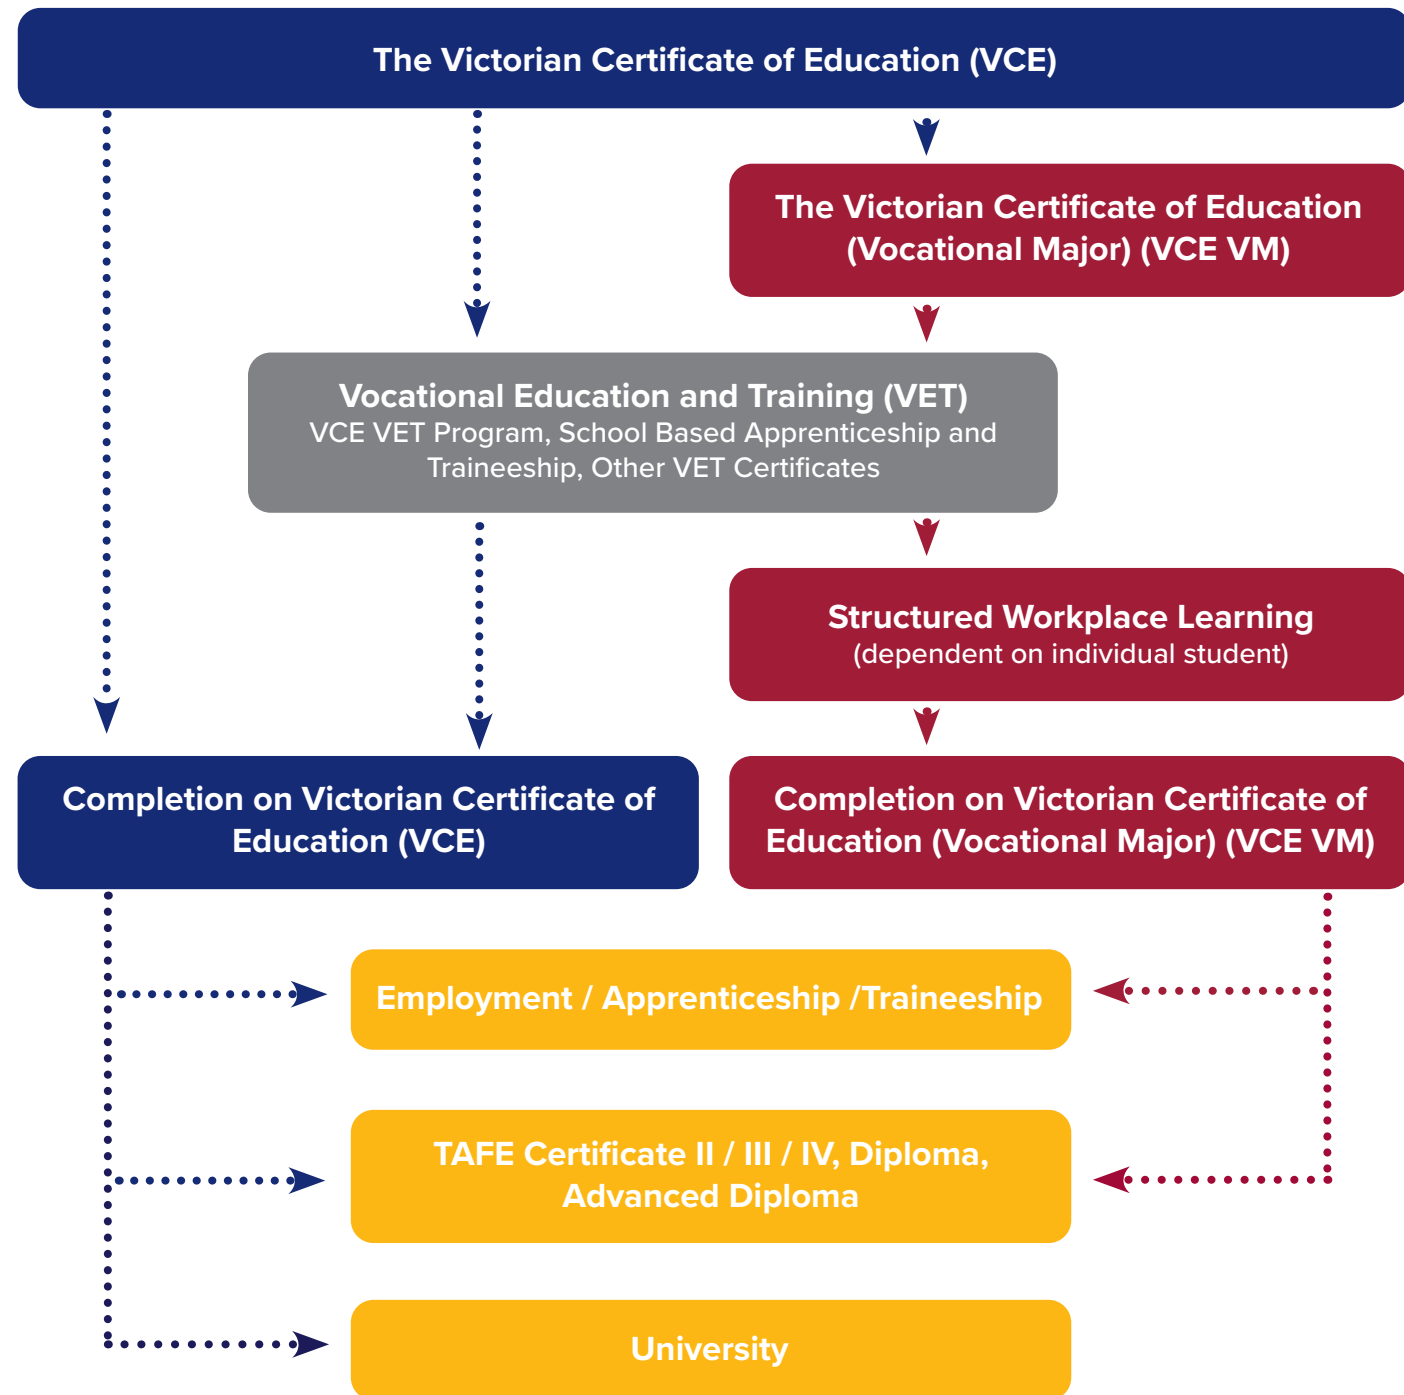 The Victorian Certificate of Education (VCE)
The Victorian Certificate of Education
(Vocational Major) (VCE VM)
Vocational Education and Training (VET)
VCE VET Program, School Based Apprenticeship and
Traineeship, Other VET Certificates
Structured Workplace Learning
(dependent on individual student)
Completion on Victorian Certificate of
Education (VCE)
Completion on Victorian Certificate of
Education (Vocational Major) (VCE VM)
Employment / Apprenticeship /Traineeship
TAFE Certificate II / III / IV, Diploma,
Advanced Diploma
University